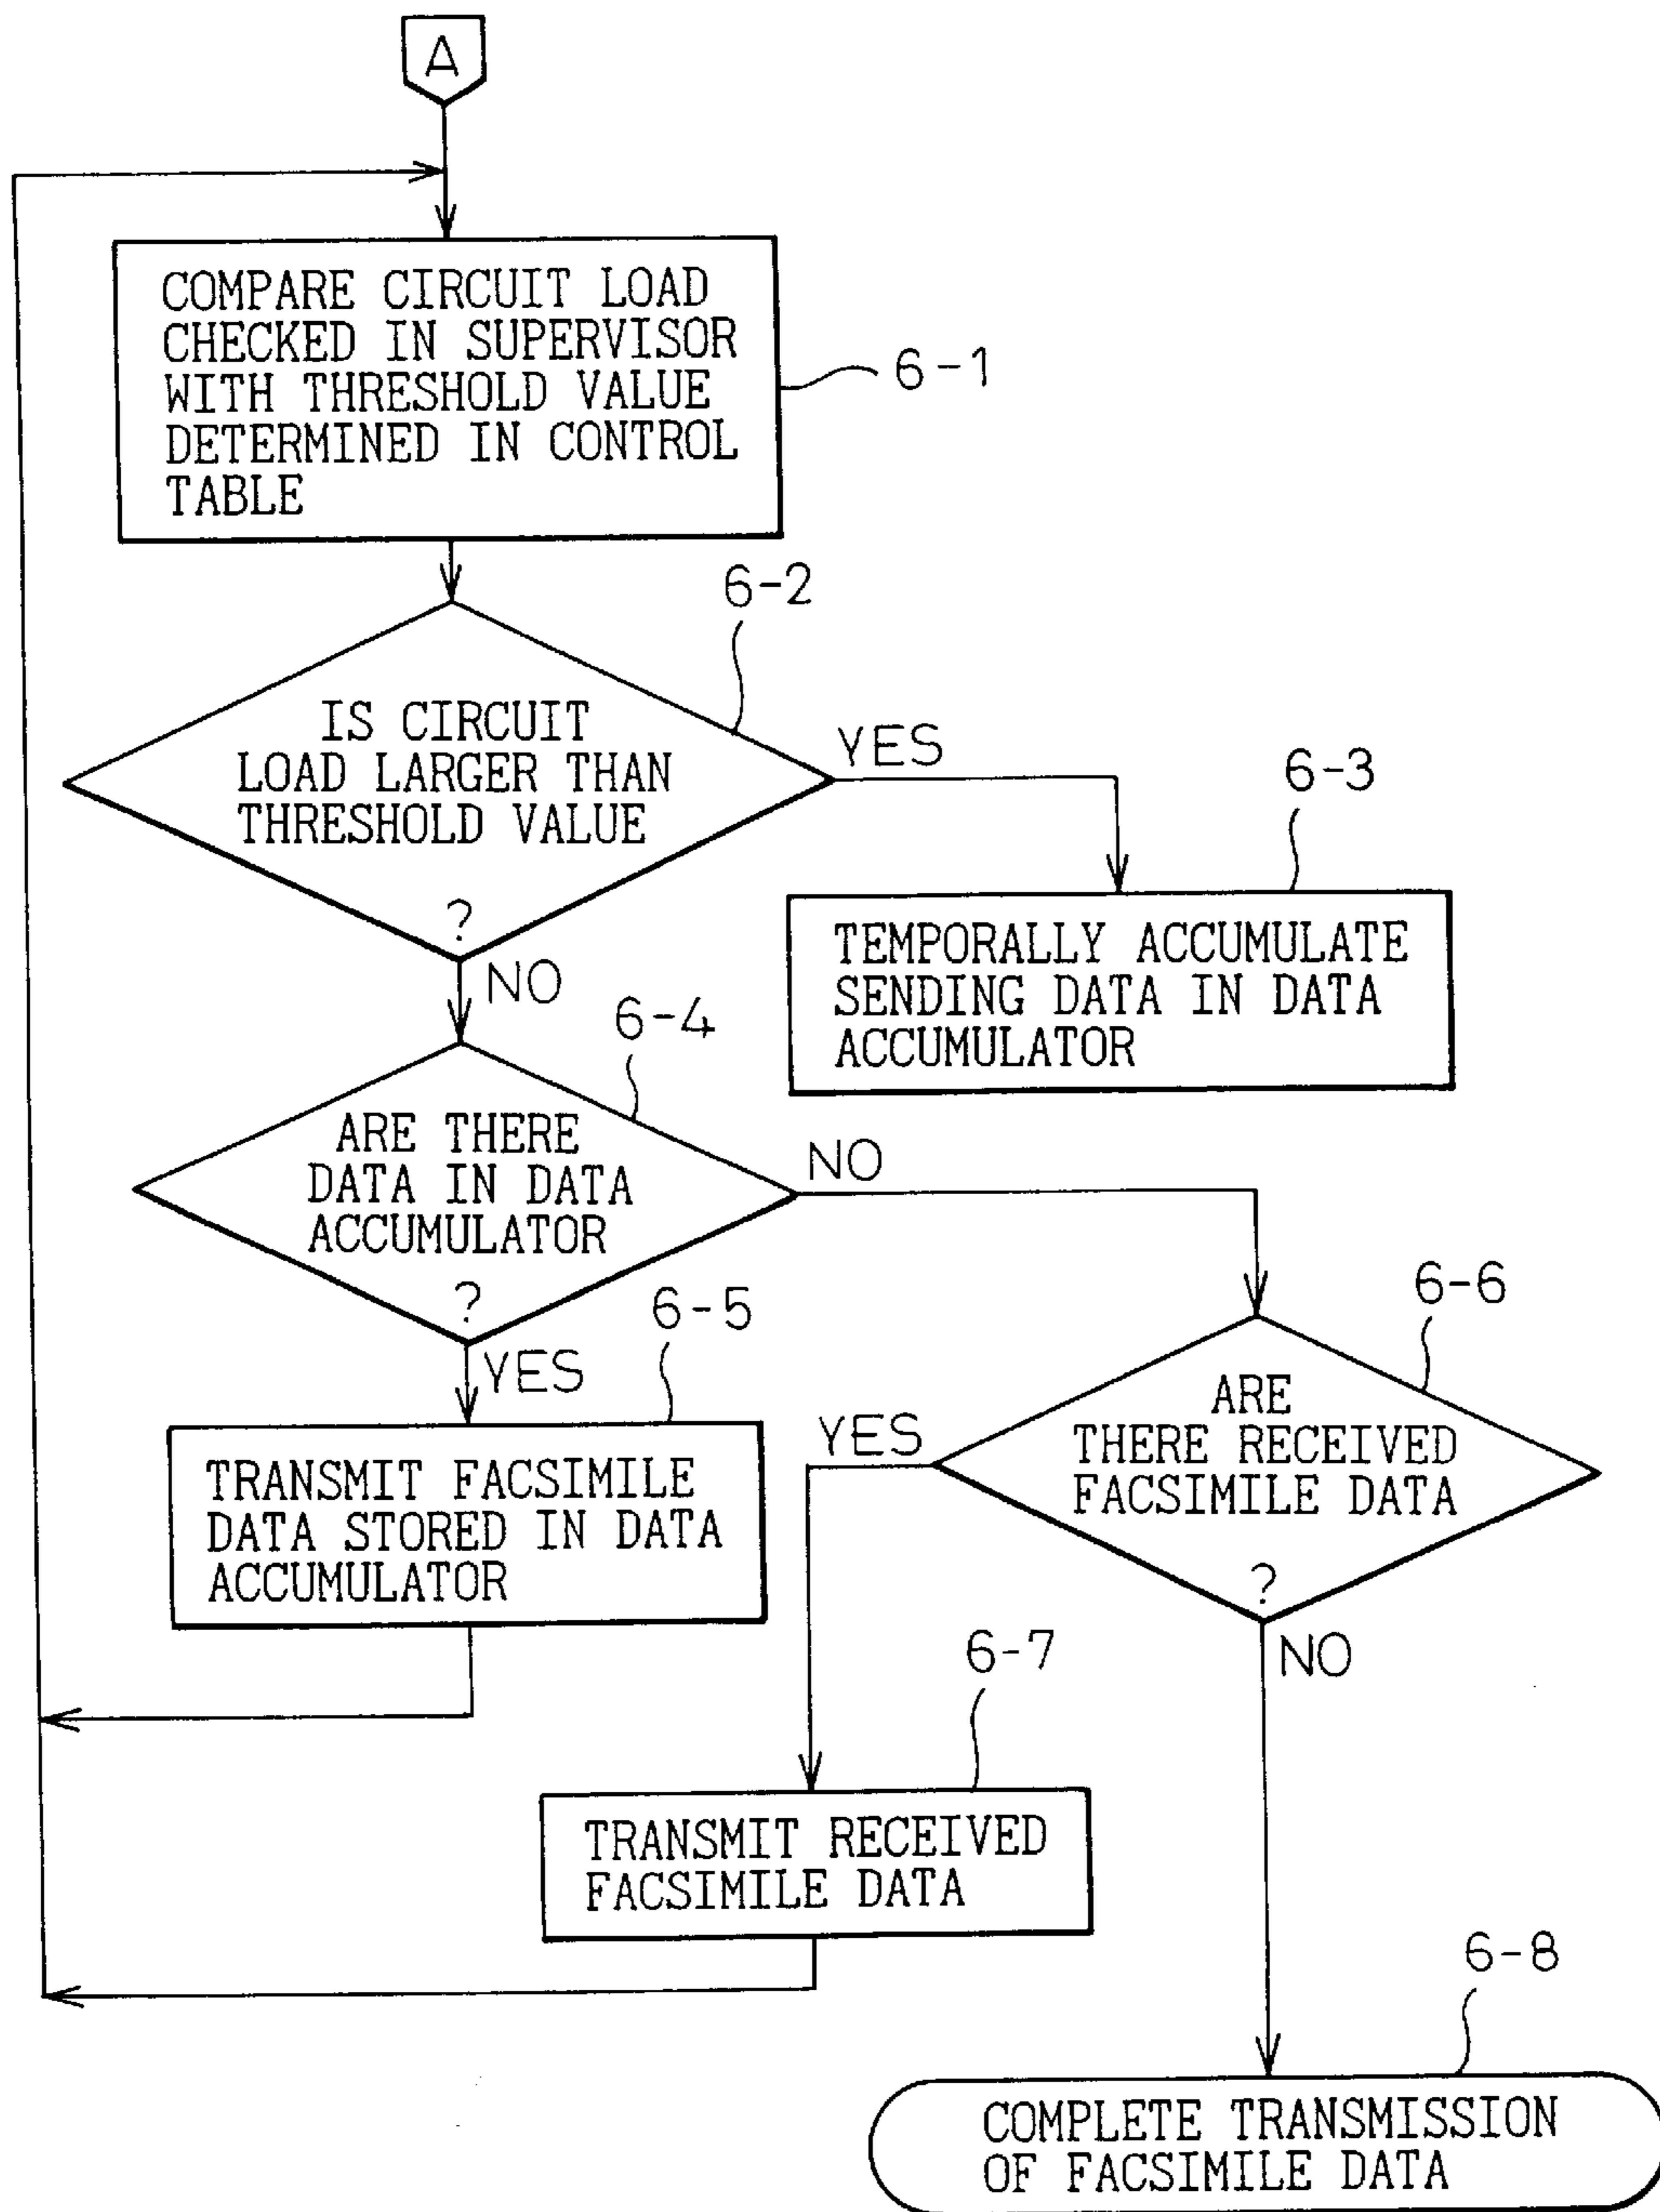 A
COMPARE CIRCUIT LOAD
CHECKED IN SUPERVISOR
WITH THRESHOLD VALUE
DETERMINED IN CONTROL
TABLE
6-1
6-2
IS CIRCUIT
LOAD LARGER THAN
THRESHOLD VALUE
?
YES
6-3
TEMPORALLY ACCUMULATE
SENDING DATA IN DATA
ACCUMULATOR
NO
6-4
ARE THERE
DATA IN DATA
ACCUMULATOR
?
NO
YES
6-5
TRANSMIT FACSIMILE
DATA STORED IN DATA
ACCUMULATOR
6-6
ARE
THERE RECEIVED
FACSIMILE DATA
?
YES
NO
6-7
TRANSMIT RECEIVED
FACSIMILE DATA
6-8
COMPLETE TRANSMISSION
OF FACSIMILE DATA